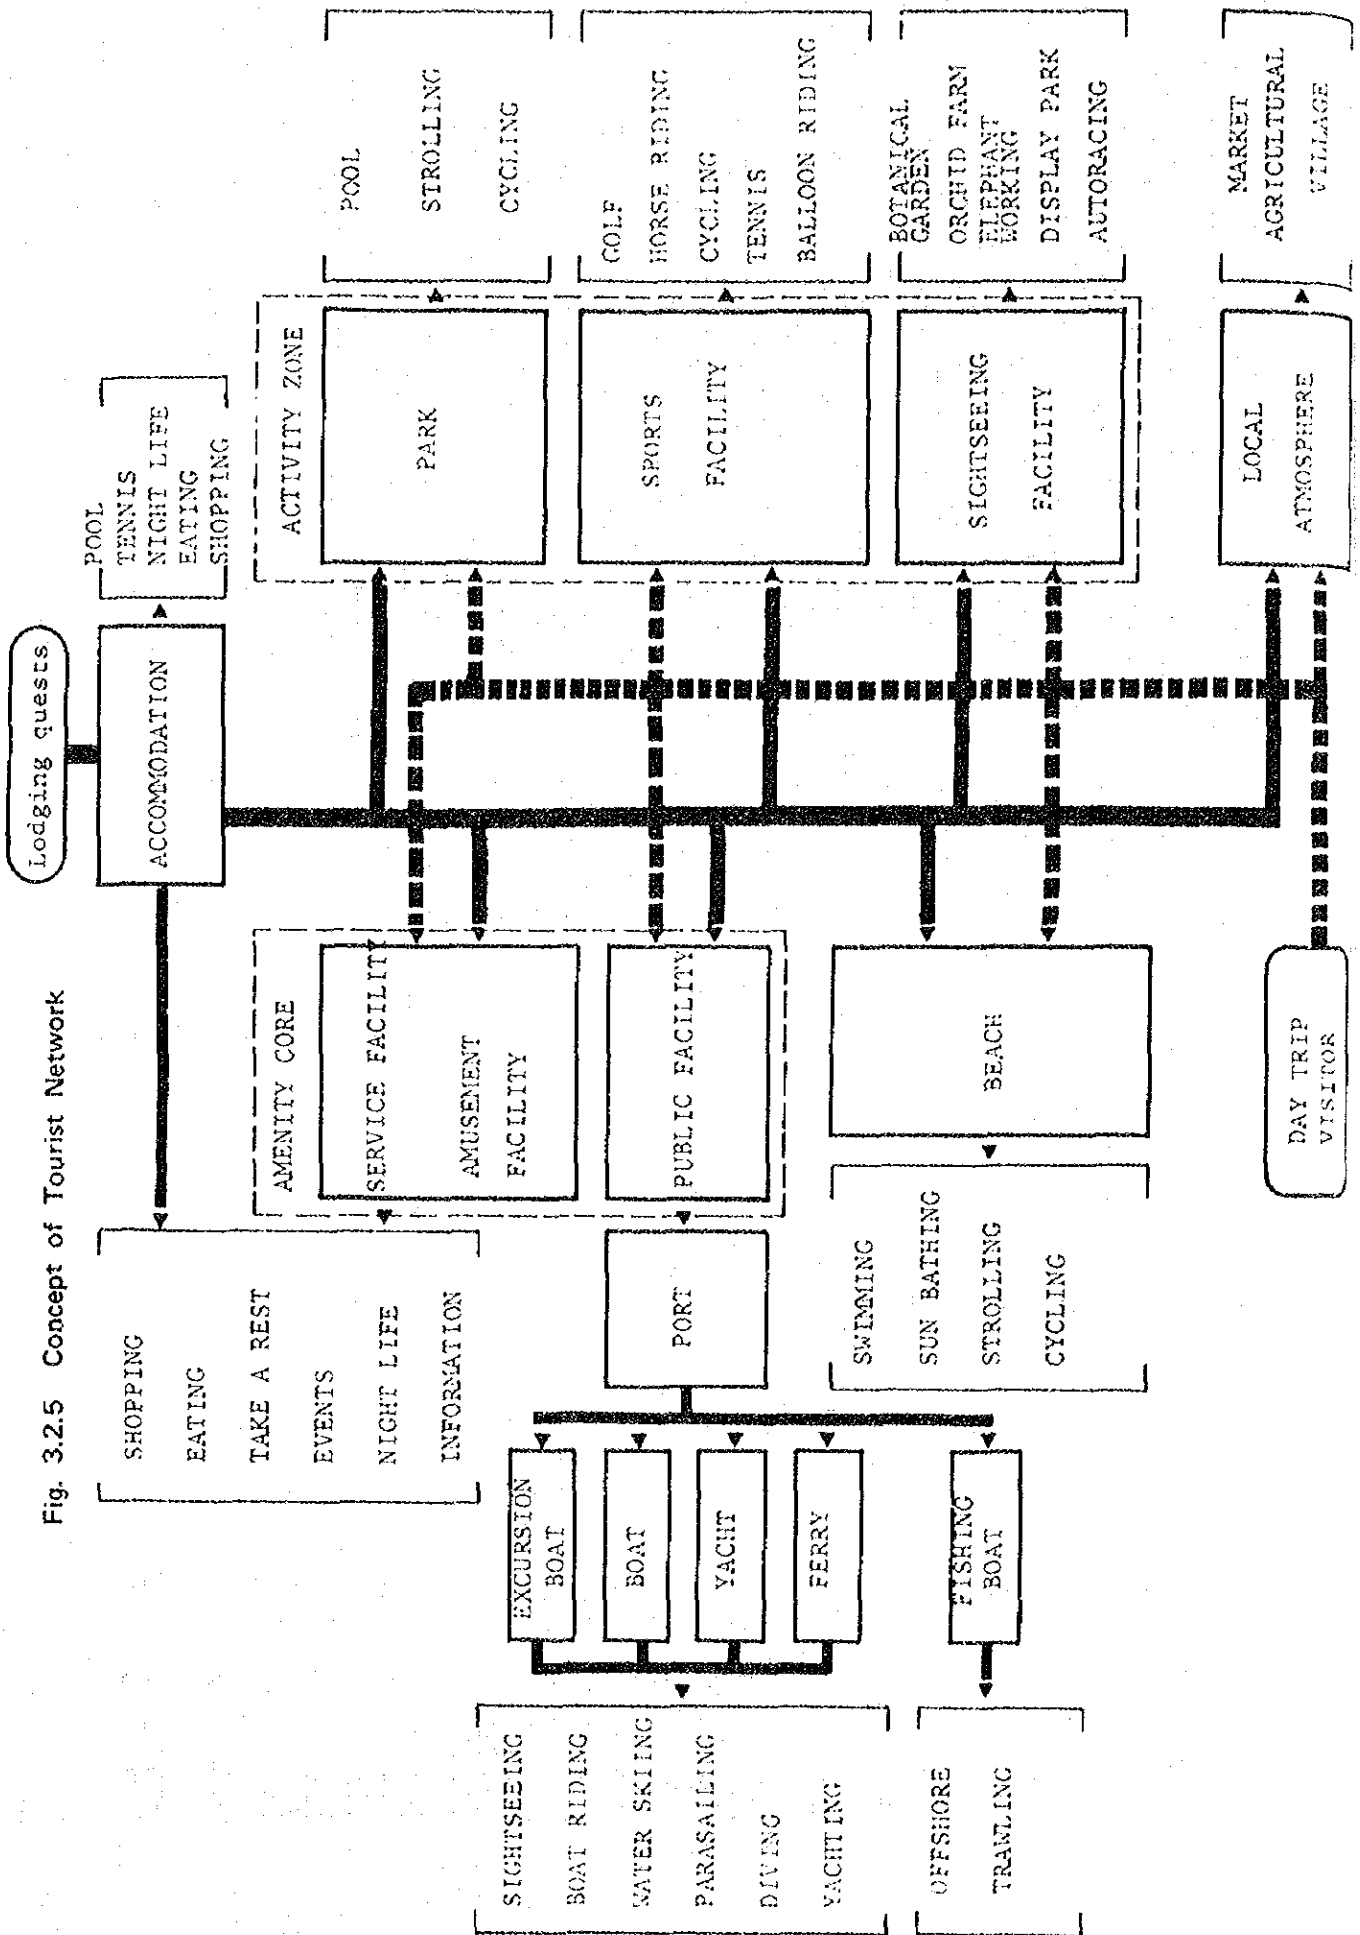 Fig. 3.2.5 Concept of Tourist Network
Lodging quests
ACCOMMODATION
POOL
TENNIS
NIGHT LIFE
EATING
SHOPPING
SHOPPING
EATING
TAKE A REST
EVENTS
NIGHT LIFE
INFORMATION
AMENITY CORE
SERVICE FACILITY
AMUSEMENT
FACILITY
PUBLIC FACILITY
ACTIVITY ZONE
PARK
POOL
STROLLING
CYCLING
SPORTS
FACILITY
GOLF
HORSE RIDING
CYCLING
TENNIS
BALLOON RIDING
SIGHTSEEING
FACILITY
BOTANICAL
GARDEN
ORCHID FARM
ELEPHANT
WORKING
DISPLAY PARK
AUTORACING
LOCAL
ATMOSPHERE
MARKET
AGRICULTURAL
VILLAGE
PORT
EXCURSION
BOAT
BOAT
YACHT
FERRY
FISHING
BOAT
SIGHTSEEING
BOAT RIDING
WATER SKIING
PARASAILING
DIVING
YACHTING
OFFSHORE
TRAWLING
BEACH
SWIMMING
SUN BATHING
STROLLING
CYCLING
DAY TRIP
VISITOR